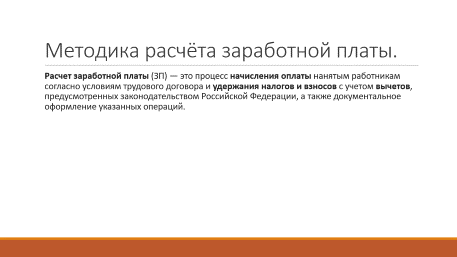 Методика расчёта заработной платы.
Расчет заработной платы (ЗП) — это процесс начисления оплаты нанятым работникам
согласно условиям трудового договора и удержания налогов и взносов с учетом вычетов,
предусмотренных законодательством Российской Федерации, а также документальное
оформление указанных операций.